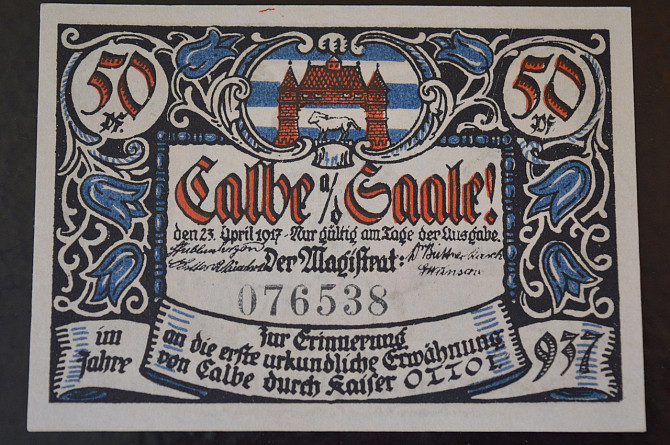 50 50
Pf. Pf
Calbe a/S Saale!
den 23. April 1917 · Nur gültig am Tage der Ausgabe.
Der Magistrat:
076538
zur Erinnerung
im Jahre an die erste urkundliche Erwähnung 937
von Calbe durch Kaiser OTTO I